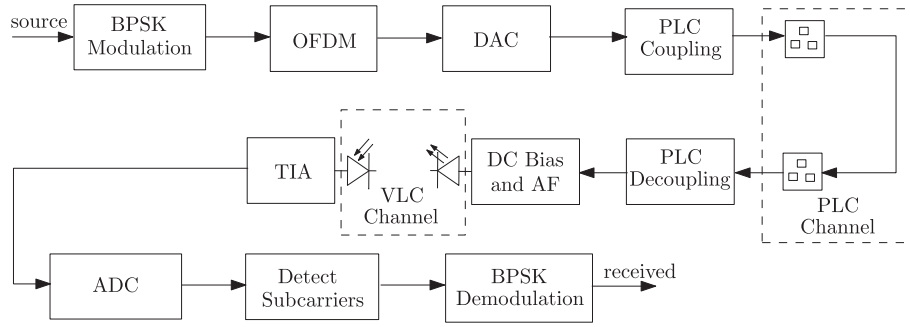 source
BPSK
Modulation
OFDM
DAC
PLC
Coupling
PLC
Channel
PLC
Decoupling
DC Bias
and AF
VLC
Channel
TIA
ADC
Detect
Subcarriers
BPSK
Demodulation
received